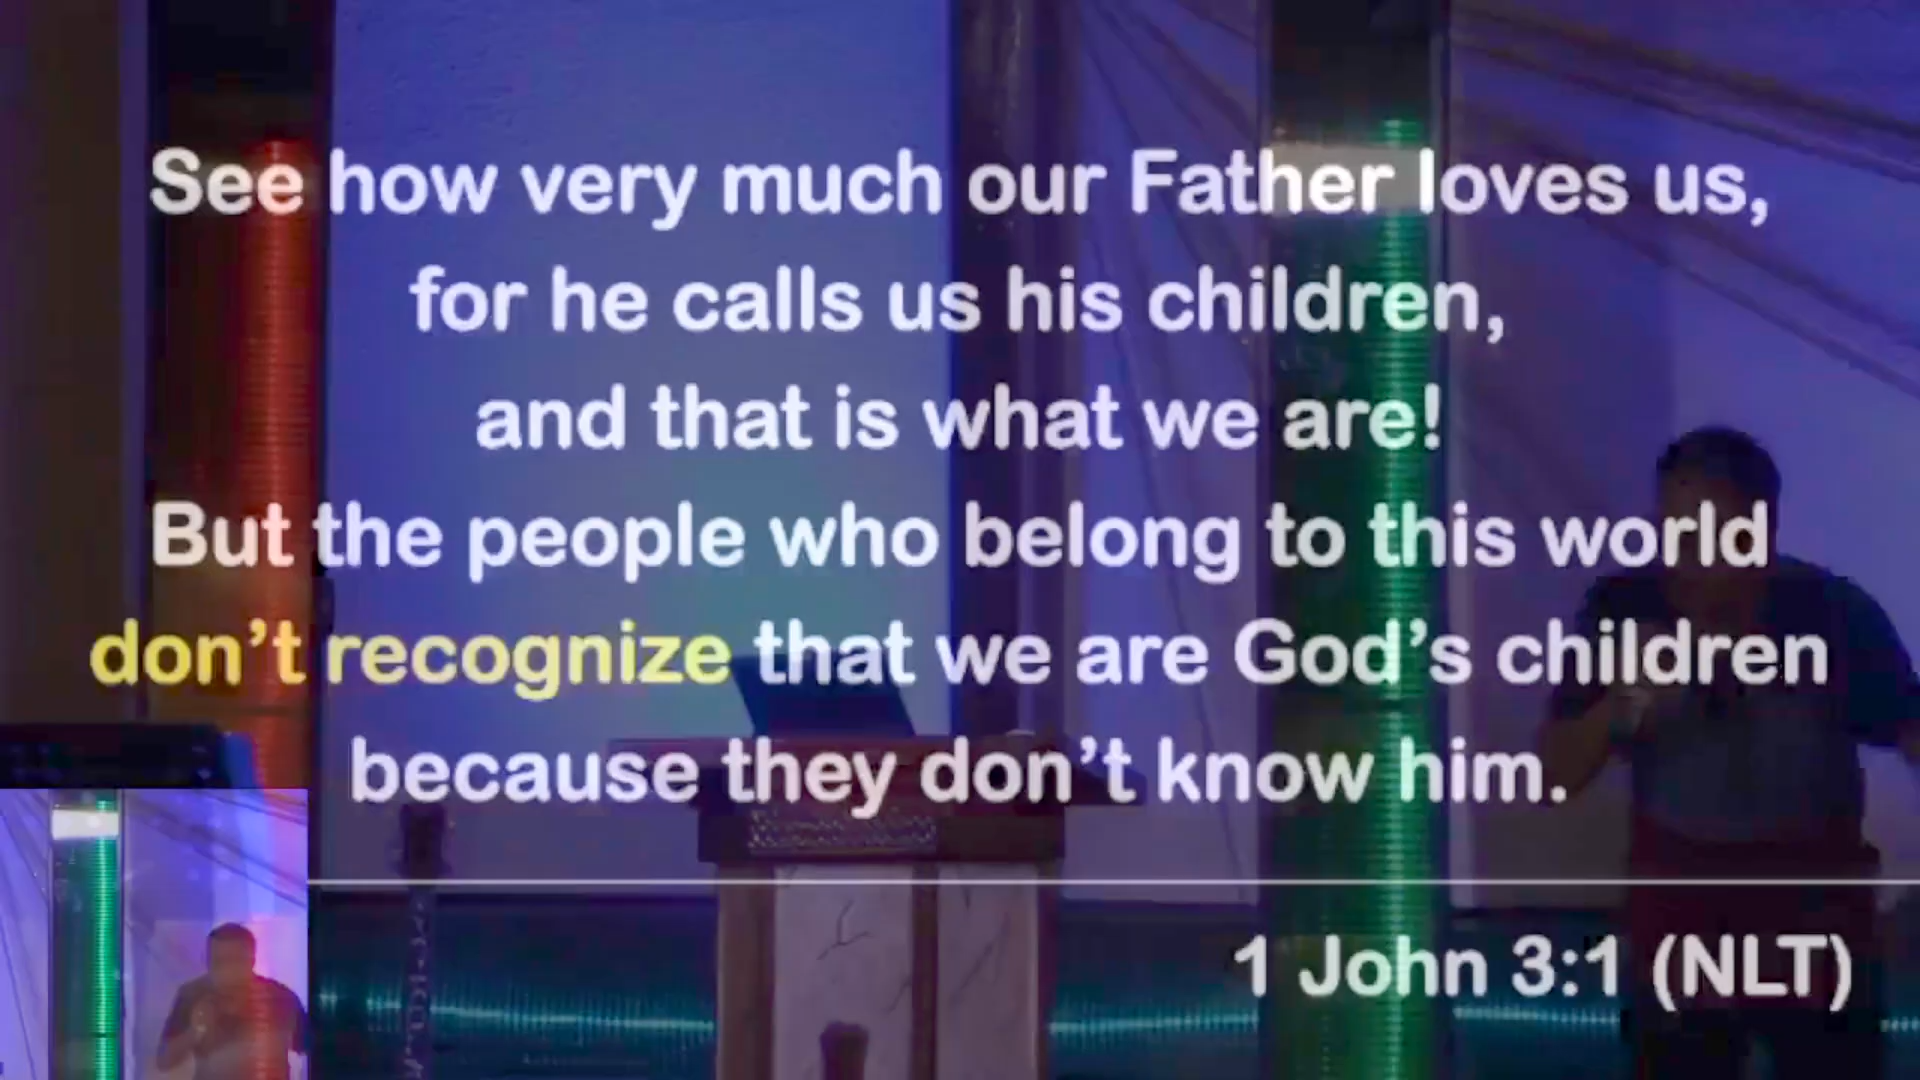 See how very much our Father loves us,
for he calls us his children,
and that is what we are!
But the people who belong to this world
don’t recognize that we are God’s children
because they don’t know him.
1 John 3:1 (NLT)